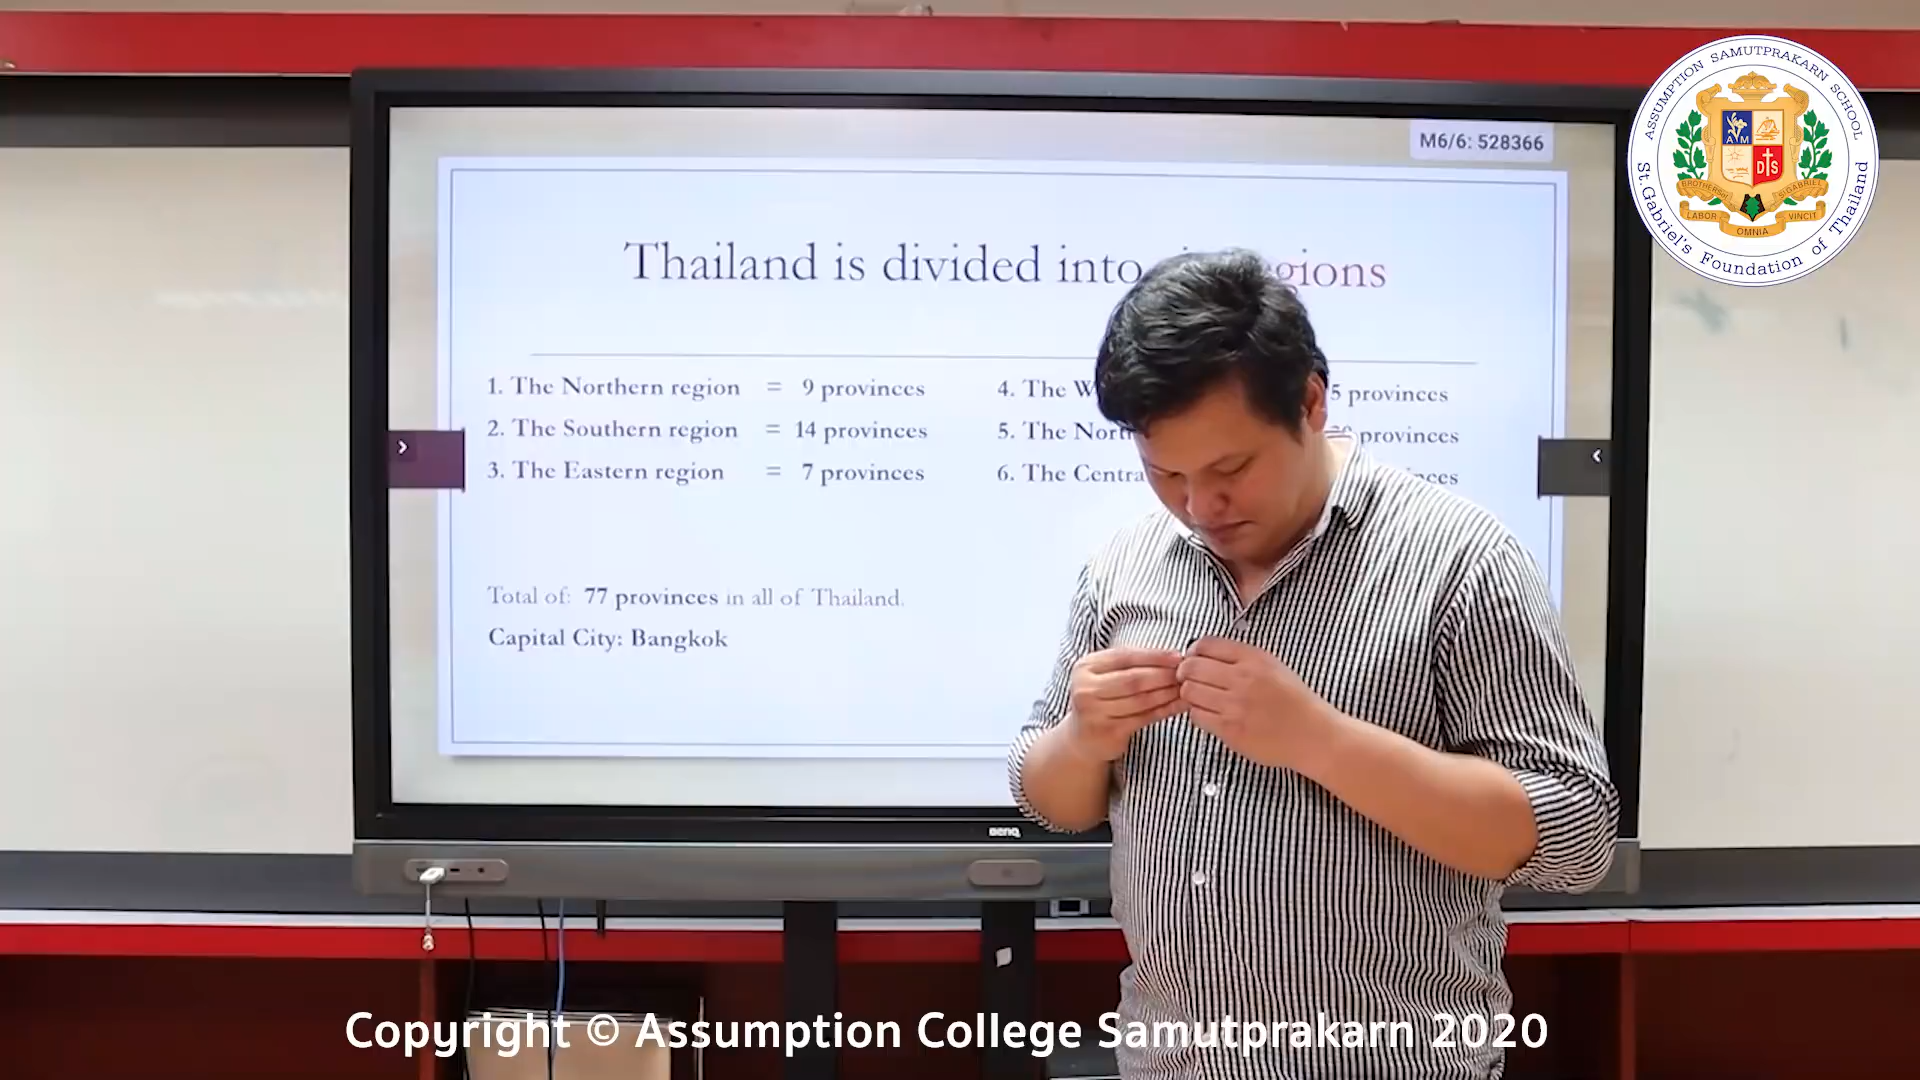 M6/6: 528366
Thailand is divided into gions
1. The Northern region = 9 provinces
2. The Southern region = 14 provinces
3. The Eastern region = 7 provinces
4. The W 5 provinces
5. The Nort provinces
6. The Centra nces
Total of: 77 provinces in all of Thailand.
Capital City: Bangkok
BenQ
ASSUMPTION SAMUTPRAKARN SCHOOL
St.Gabriel's Foundation of Thailand
A M
D S
LABOR OMNIA VINCIT
Copyright © Assumption College Samutprakarn 2020